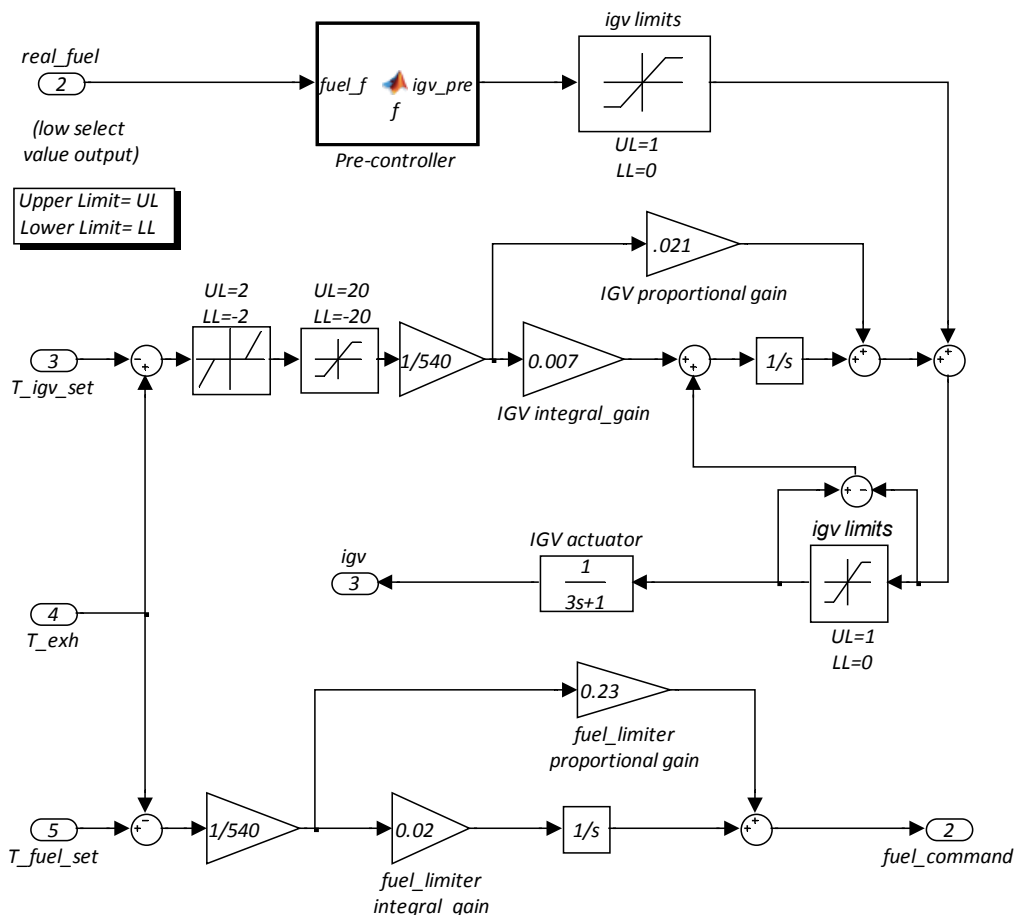 igv limits
real_fuel
2
fuel_f
igv_pre
f
(low select
value output)
Pre-controller
UL=1
LL=0
Upper Limit= UL
Lower Limit= LL
.021
IGV proportional gain
UL=2
LL=-2
UL=20
LL=-20
3
T_igv_set
-
+
1/540
0.007
IGV integral_gain
+
+
1/s
+
+
+
+
+ -
igv limits
IGV actuator
igv
3
1
3s+1
UL=1
LL=0
4
T_exh
0.23
fuel_limiter
proportional gain
5
T_fuel_set
-
+
1/540
0.02
fuel_limiter
integral_gain
1/s
+
+
2
fuel_command